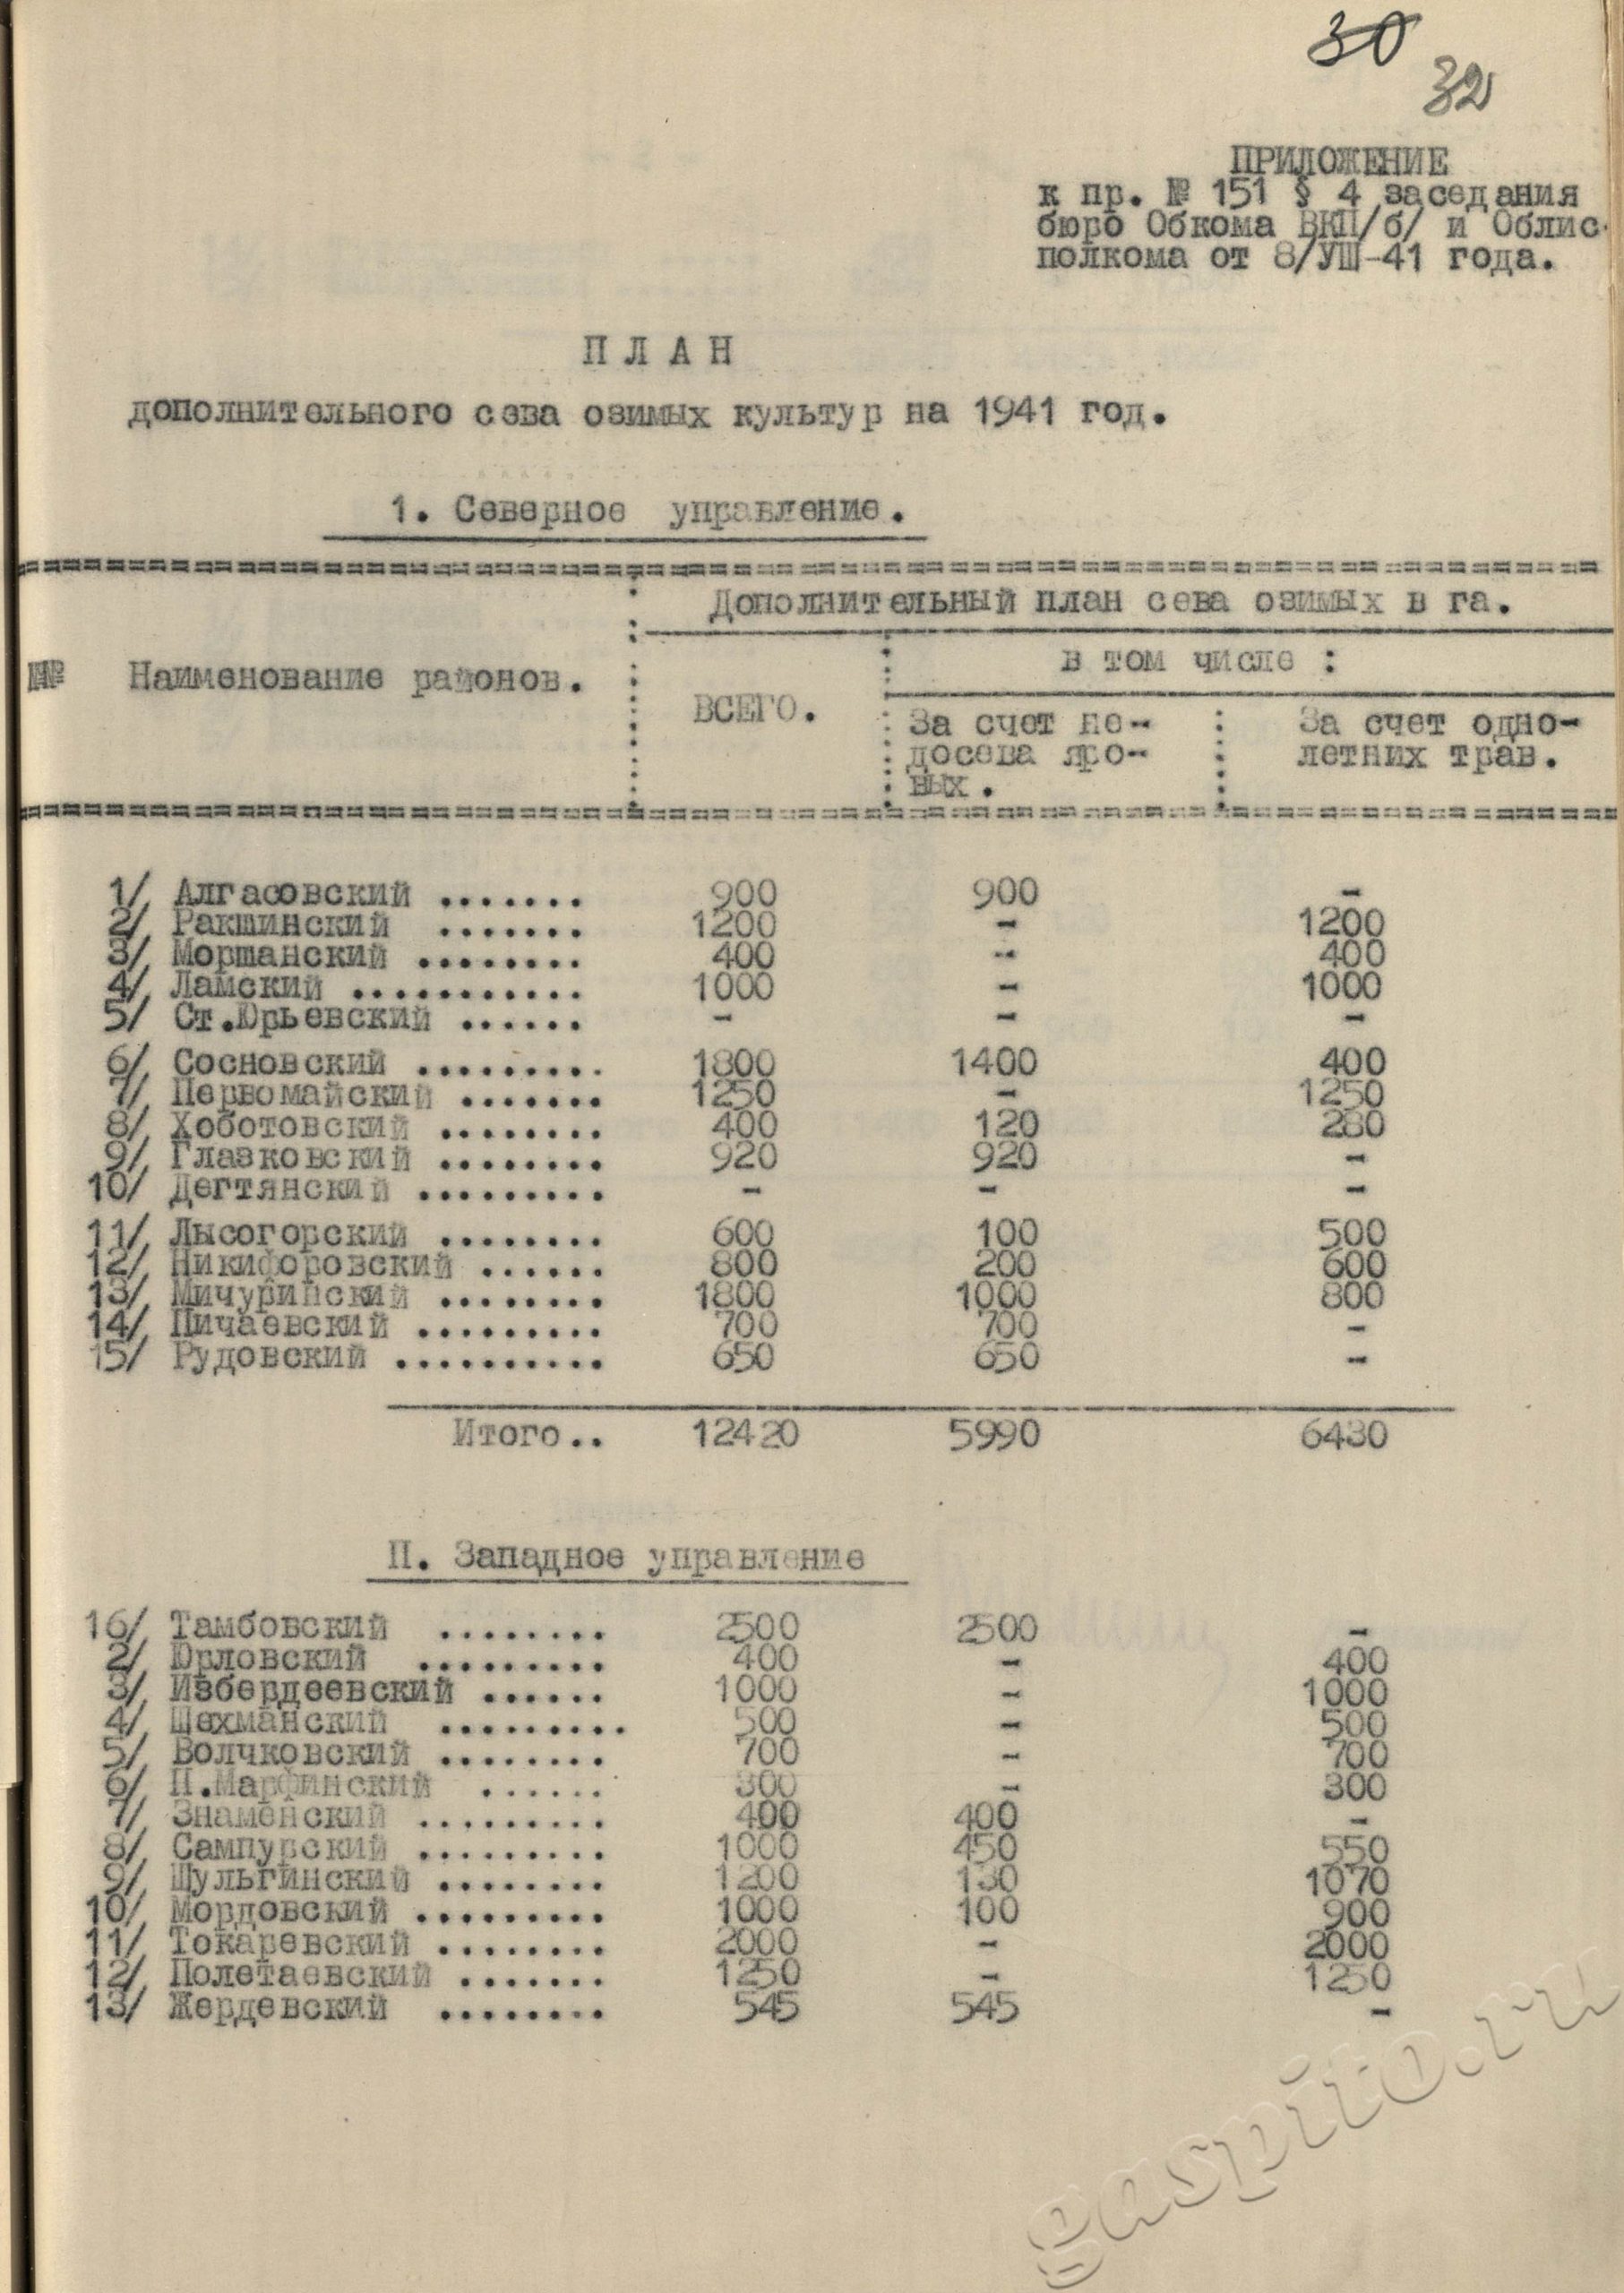 30
32
ПРИЛОЖЕНИЕ
к пр. № 151 § 4 заседания
бюро Обкома ВКП/б/ и Облис-
полкома от 8/УШ-41 года.
П Л А Н
дополнительного сева озимых культур на 1941 год.
1. Северное управление.
Дополнительный план сева озимых в га.
№ Наименование районов. ВСЕГО. в том числе :
За счет не- За счет одно-
досева яро- летних трав.
вых.
1/ Алгасовский ....... 900 900 -
2/ Ракшинский ....... 1200 - 1200
3/ Моршанский ........ 400 - 400
4/ Ламский ........... 1000 - 1000
5/ Ст.Юрьевский ...... - - -
6/ Сосновский ......... 1800 1400 400
7/ Первомайский ....... 1250 - 1250
8/ Хоботовский ........ 400 120 280
9/ Глазковский ........ 920 920 -
10/ Дегтянский ......... - - -
11/ Лысогорский ........ 600 100 500
12/ Никифоровский ...... 800 200 600
13/ Мичуринский ........ 1800 1000 800
14/ Пичаевский ......... 700 700 -
15/ Рудовский .......... 650 650 -
Итого.. 12420 5990 6430
П. Западное управление
16/ Тамбовский ........ 2500 2500 -
2/ Юрловский ......... 400 - 400
3/ Избердеевский ...... 1000 - 1000
4/ Шехманский ......... 500 - 500
5/ Волчковский ........ 700 - 700
6/ П.Марфинский ...... 300 - 300
7/ Знаменский ......... 400 400 -
8/ Сампурский ......... 1000 450 550
9/ Шульгинский ........ 1200 130 1070
10/ Мордовский ......... 1000 100 900
11/ Токаревский ........ 2000 - 2000
12/ Полетаевский ....... 1250 - 1250
13/ Жердевский ........ 545 545 -
gaspito.ru